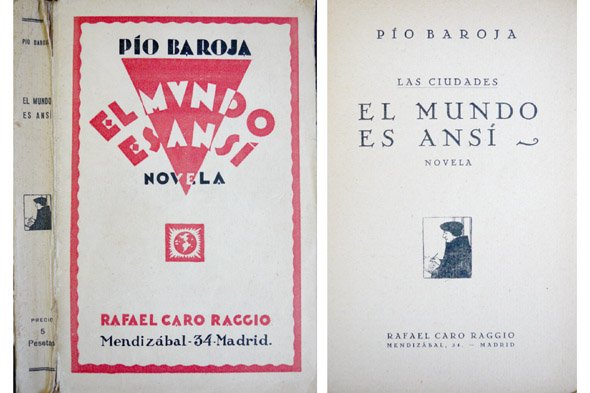 PÍO BAROJA
EL MUNDO
ES ANSÍ
PRECIO
5
Pesetas
PÍO BAROJA
EL MVNDO
ES ANSÍ
NOVELA
RAFAEL CARO RAGGIO
Mendizábal-34-Madrid.
PÍO BAROJA
LAS CIUDADES
EL MUNDO
ES ANSÍ
NOVELA
RAFAEL CARO RAGGIO
MENDIZÁBAL, 34. — MADRID